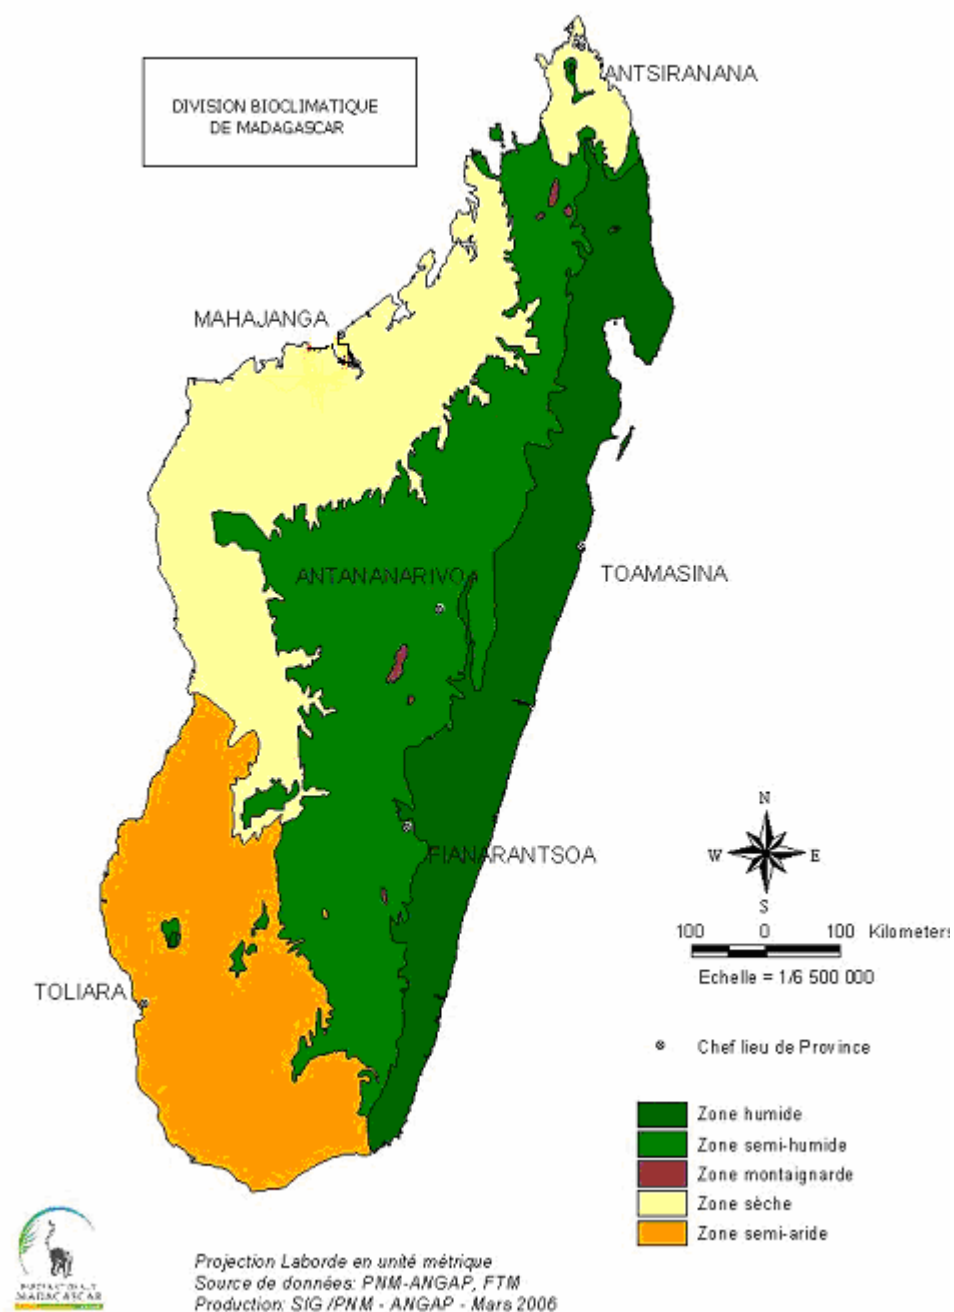 DIVISION BIOCLIMATIQUE
DE MADAGASCAR
ANTSIRANANA
MAHAJANGA
ANTANANARIVO
TOAMASINA
FIANARANTSOA
TOLIARA
N
W E
S
100 0 100 Kilometers
Echelle = 1/6 500 000
Chef lieu de Province
Zone humide
Zone semi-humide
Zone montaignarde
Zone sèche
Zone semi-aride
MADAGASCAR
Projection Laborde en unité métrique
Source de données: PNM-ANGAP, FTM
Production: SIG /PNM - ANGAP - Mars 2006